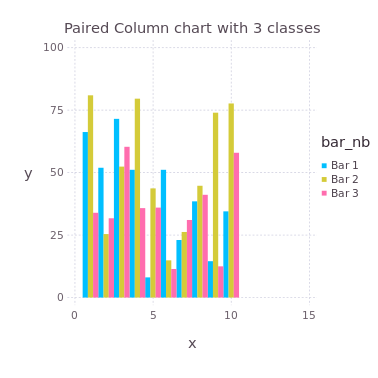 Paired Column chart with 3 classes
100
75
50
25
0
y
0 5 10 15
x
bar_nb
Bar 1
Bar 2
Bar 3